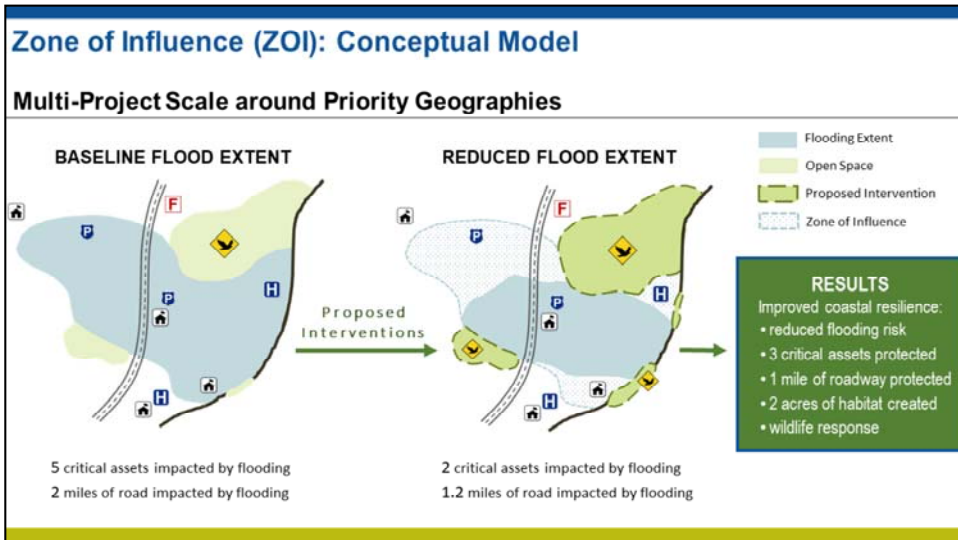 Zone of Influence (ZOI): Conceptual Model
Multi-Project Scale around Priority Geographies
BASELINE FLOOD EXTENT
F
P
P
H
H
5 critical assets impacted by flooding
2 miles of road impacted by flooding
Proposed
Interventions
REDUCED FLOOD EXTENT
F
P
P
H
H
2 critical assets impacted by flooding
1.2 miles of road impacted by flooding
Flooding Extent
Open Space
Proposed Intervention
Zone of Influence
RESULTS
Improved coastal resilience:
• reduced flooding risk
• 3 critical assets protected
• 1 mile of roadway protected
• 2 acres of habitat created
• wildlife response